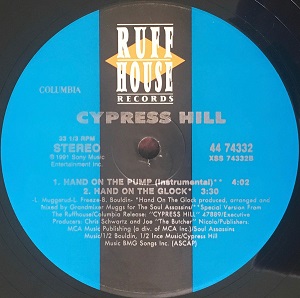 RUFF
HOUSE
RECORDS
COLUMBIA
CYPRESS HILL
33 1/3 RPM
STEREO
℗ 1991 Sony Music
Entertainment Inc.
44 74332
XSS 74332B
1. HAND ON THE PUMP (Instrumental)** 4:02
2. HAND ON THE GLOCK* 3:30
-L. Muggerud-L. Freeze-B. Bouldin- *Hand On The Glock produced, arranged and
mixed by Grandmixer Muggs for The Soul Assassins/**Special Version From
The Ruffhouse/Columbia Release: "CYPRESS HILL" 47889/Executive
Producers: Chris Schwartz and Joe "The Butcher" Nicolo/Publishers:
MCA Music Publishing (a div. of MCA Inc.)/Soul Assassins
Music/1/2 Bouldin, 1/2 Ince Music/Cypress Hill
Music BMG Songs Inc. (ASCAP)